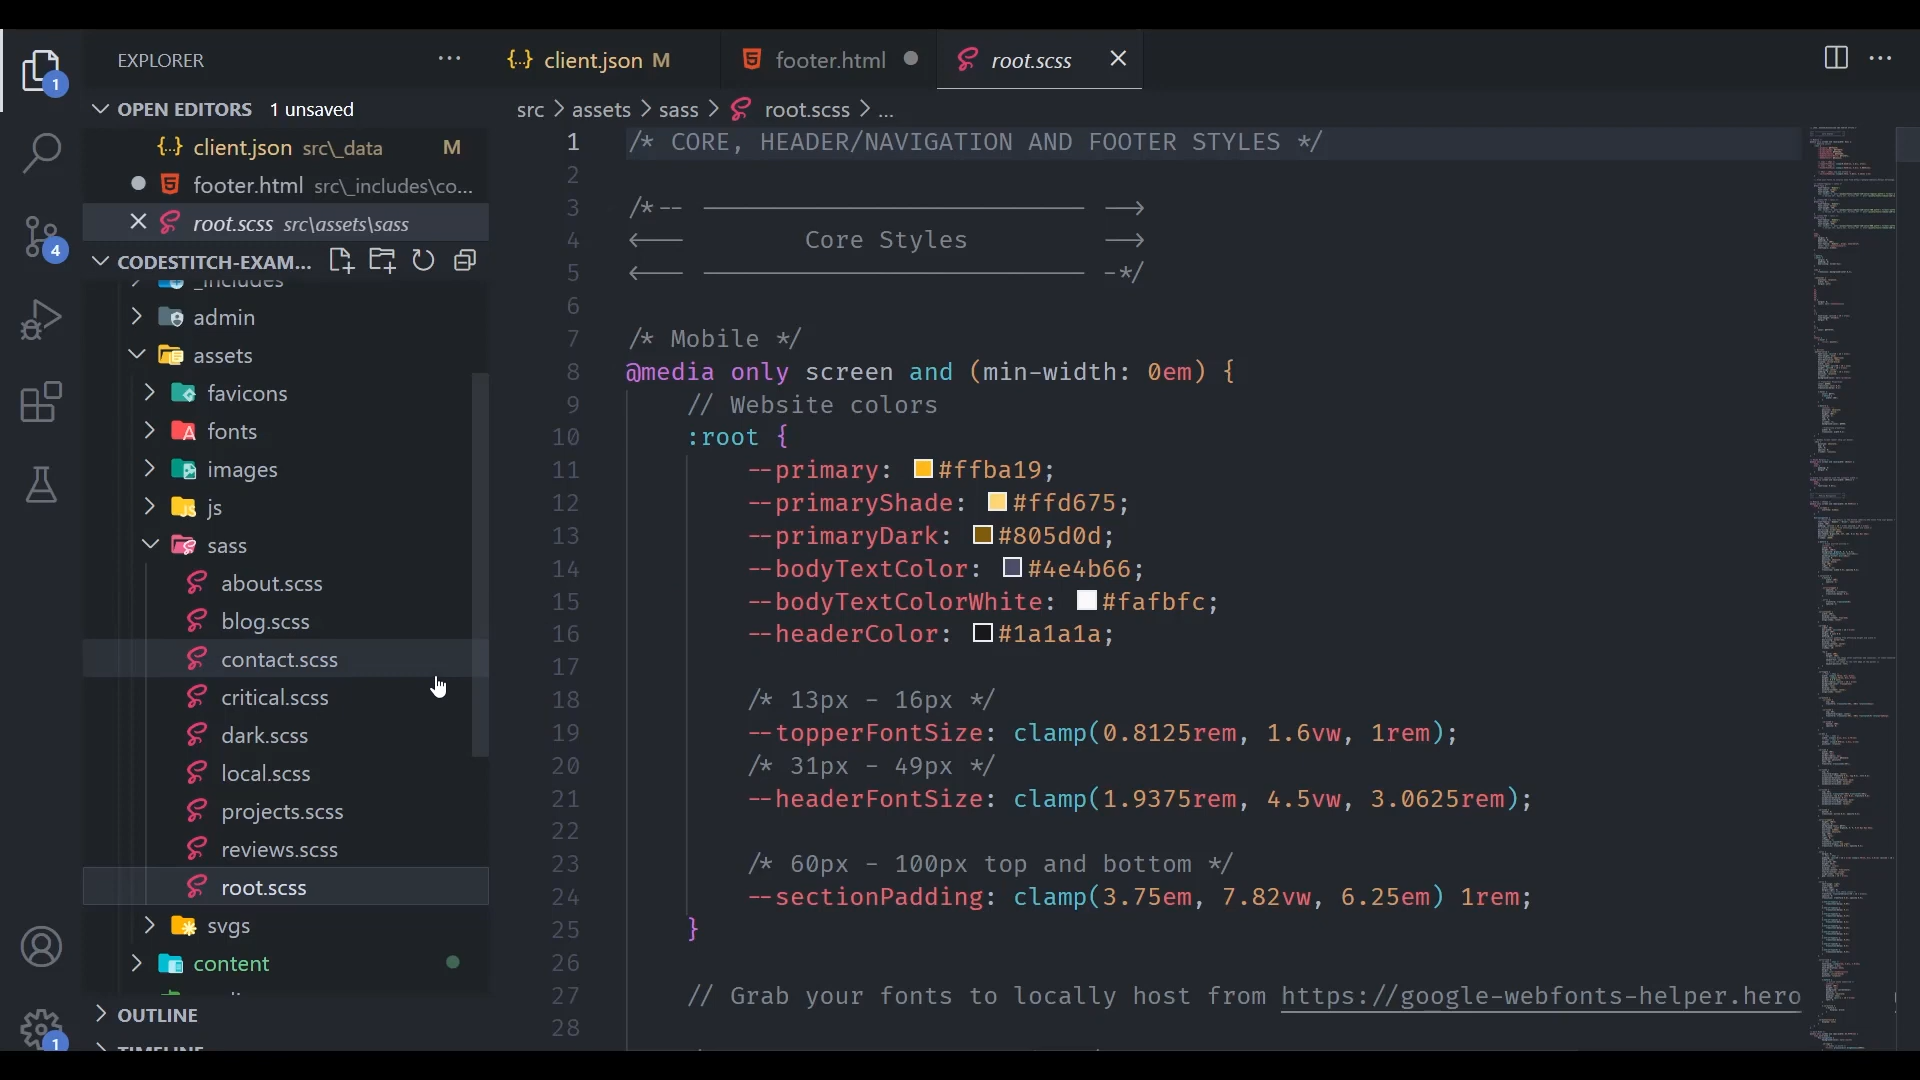 EXPLORER
OPEN EDITORS 1 unsaved
client.json src\_data M
footer.html src\_includes\co...
root.scss src\assets\sass
CODESTITCH-EXAM...
_includes
admin
assets
favicons
fonts
images
js
sass
about.scss
blog.scss
contact.scss
critical.scss
dark.scss
local.scss
projects.scss
reviews.scss
root.scss
svgs
content
OUTLINE
TIMELINE
1
4
1
client.json M
footer.html
root.scss
src > assets > sass > root.scss > ...
1 /* CORE, HEADER/NAVIGATION AND FOOTER STYLES */
2
3 /*-- ———————————————————— -->
4 <--- Core Styles -->
5 <--- ———————————————————— -*/
6
7 /* Mobile */
8 @media only screen and (min-width: 0em) {
9 // Website colors
10 :root {
11 --primary: #ffba19;
12 --primaryShade: #ffd675;
13 --primaryDark: #805d0d;
14 --bodyTextColor: #4e4b66;
15 --bodyTextColorWhite: #fafbfc;
16 --headerColor: #1a1a1a;
17
18 /* 13px - 16px */
19 --topperFontSize: clamp(0.8125rem, 1.6vw, 1rem);
20 /* 31px - 49px */
21 --headerFontSize: clamp(1.9375rem, 4.5vw, 3.0625rem);
22
23 /* 60px - 100px top and bottom */
24 --sectionPadding: clamp(3.75em, 7.82vw, 6.25em) 1rem;
25 }
26
27 // Grab your fonts to locally host from https://google-webfonts-helper.hero
28